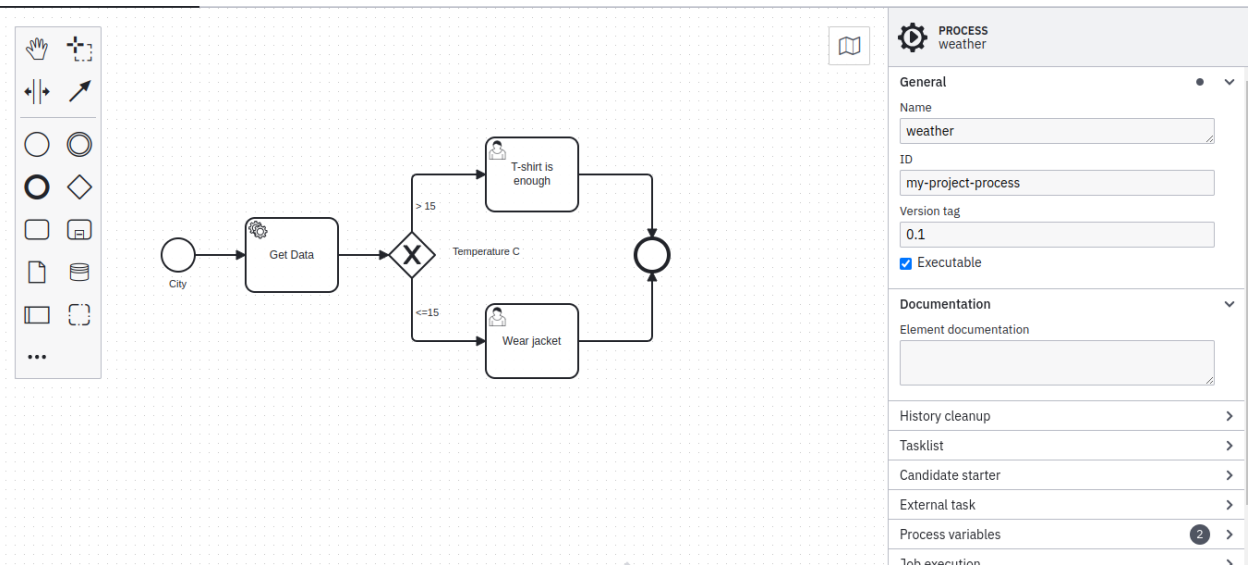 T-shirt is
enough
> 15
Get Data
Temperature C
City
<=15
Wear jacket
PROCESS
weather
General
Name
weather
ID
my-project-process
Version tag
0.1
Executable
Documentation
Element documentation
History cleanup
Tasklist
Candidate starter
External task
Process variables
2
Job execution